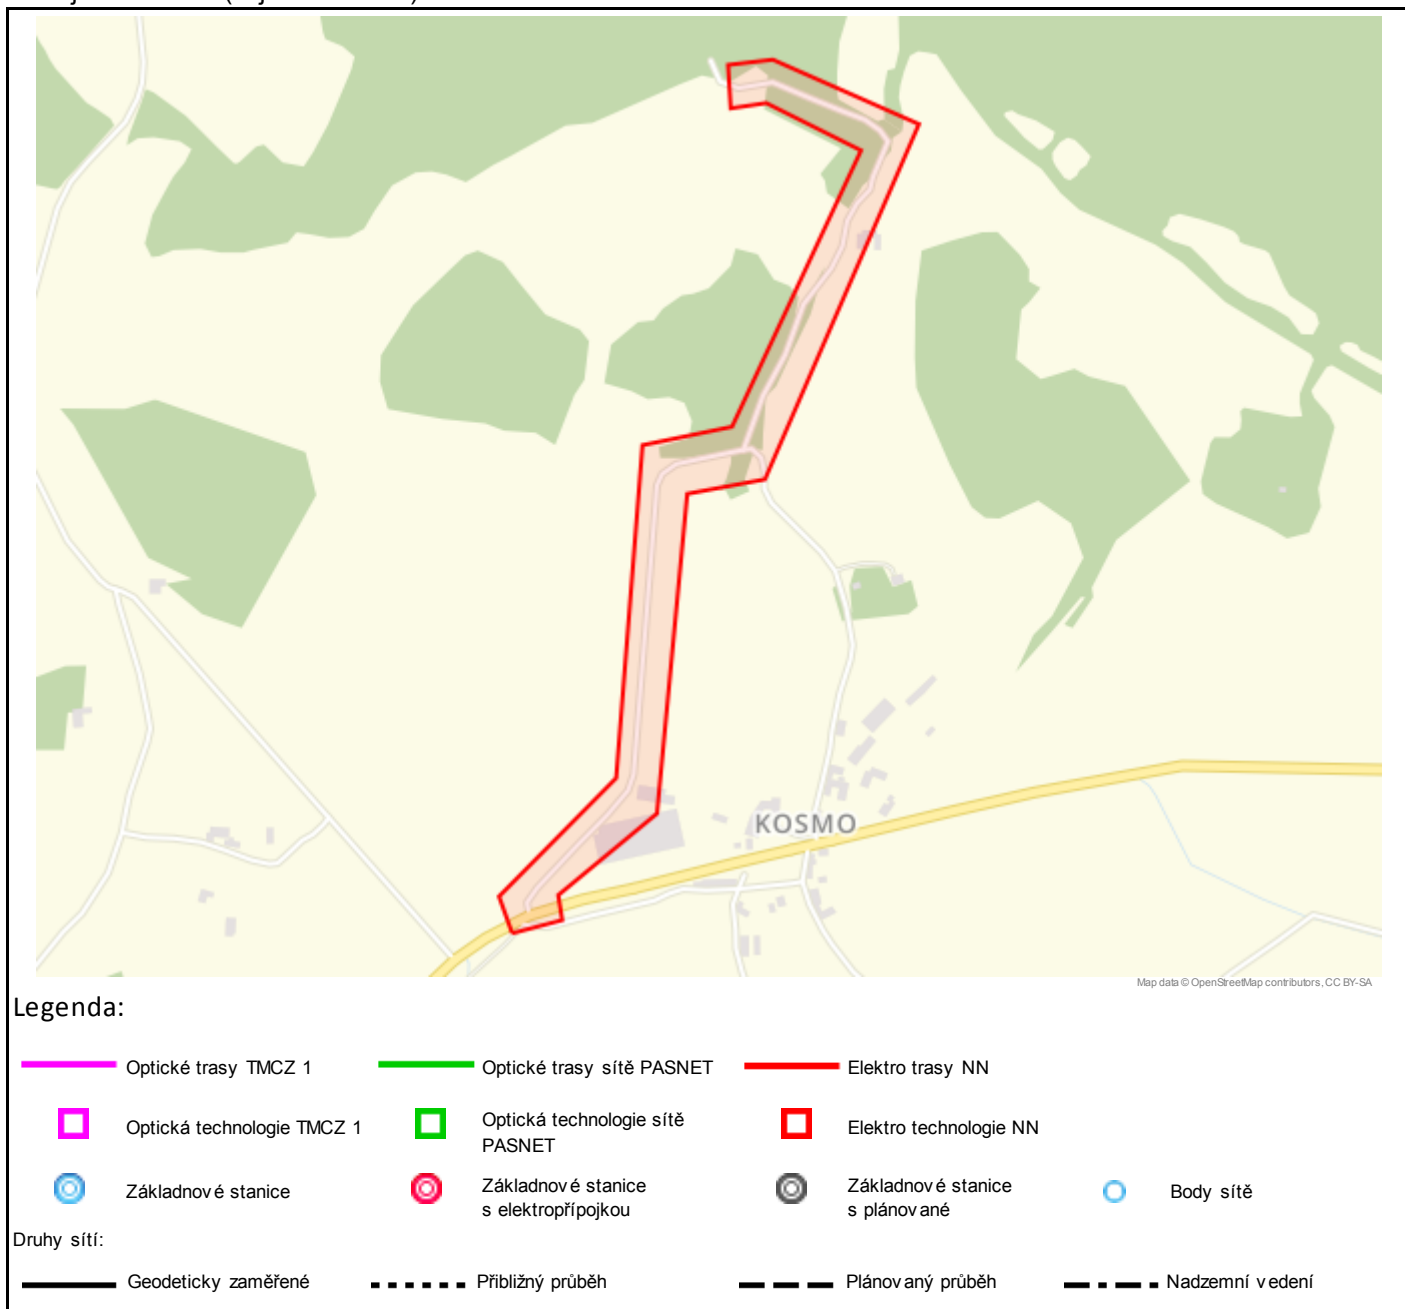 KOSMO
Map data © OpenStreetMap contributors, CC BY-SA
Legenda:
Optické trasy TMCZ 1
Optické trasy sítě PASNET
Elektro trasy NN
Optická technologie TMCZ 1
Optická technologie sítě
PASNET
Elektro technologie NN
Základnové stanice
Základnové stanice
s elektropřípojkou
Základnové stanice
s plánované
Body sítě
Druhy sítí:
Geodeticky zaměřené
Přibližný průběh
Plánovaný průběh
Nadzemní vedení